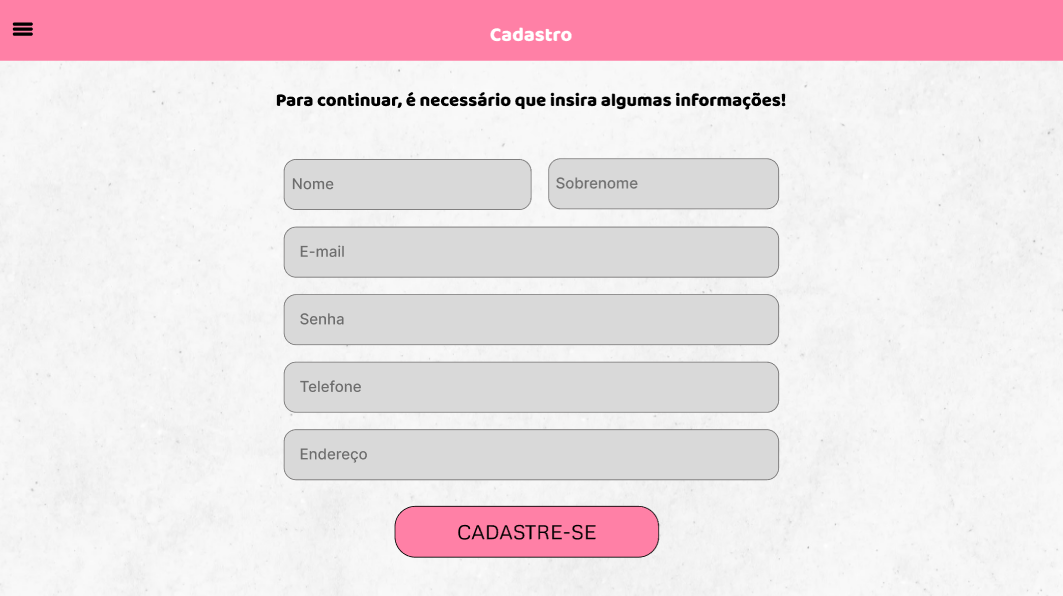 Cadastro
Para continuar, é necessário que insira algumas informações!
Nome Sobrenome
E-mail
Senha
Telefone
Endereço
CADASTRE-SE